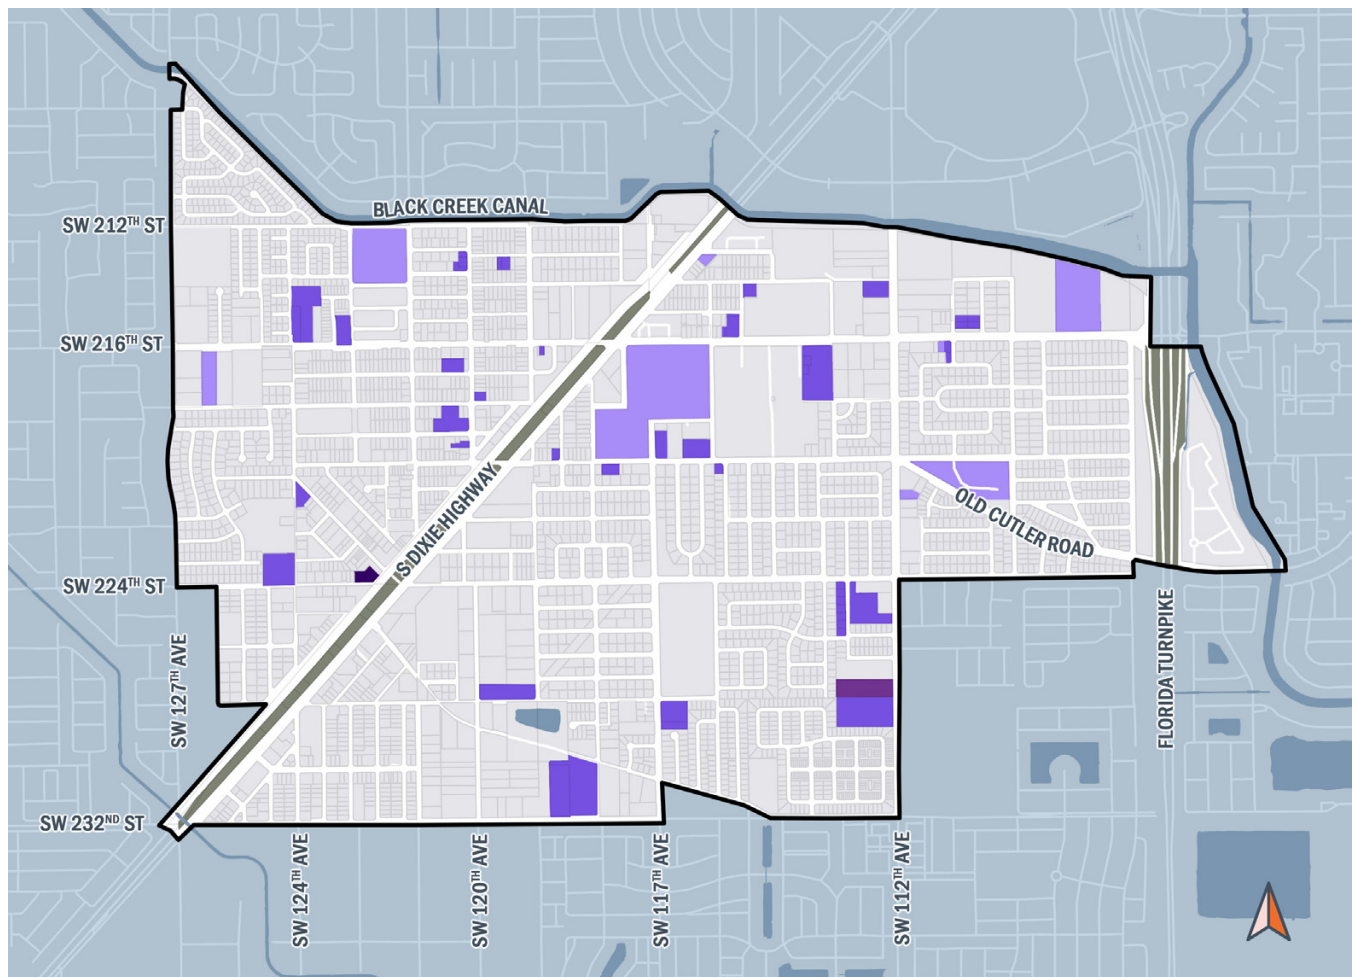 BLACK CREEK CANAL
SW 212TH ST
SW 216TH ST
S DIXIE HIGHWAY
OLD CUTLER ROAD
SW 224TH ST
SW 127TH AVE
FLORIDA TURNPIKE
SW 232ND ST
SW 124TH AVE
SW 120TH AVE
SW 117TH AVE
SW 112TH AVE